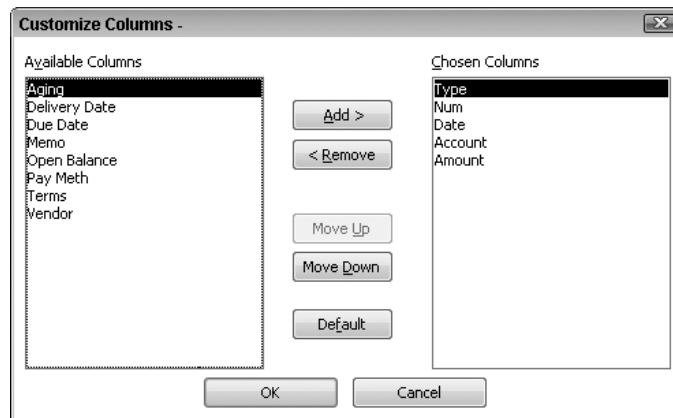 Customize Columns -
Available Columns
Aging
Delivery Date
Due Date
Memo
Open Balance
Pay Meth
Terms
Vendor
Add >
< Remove
Move Up
Move Down
Default
Chosen Columns
Type
Num
Date
Account
Amount
OK
Cancel